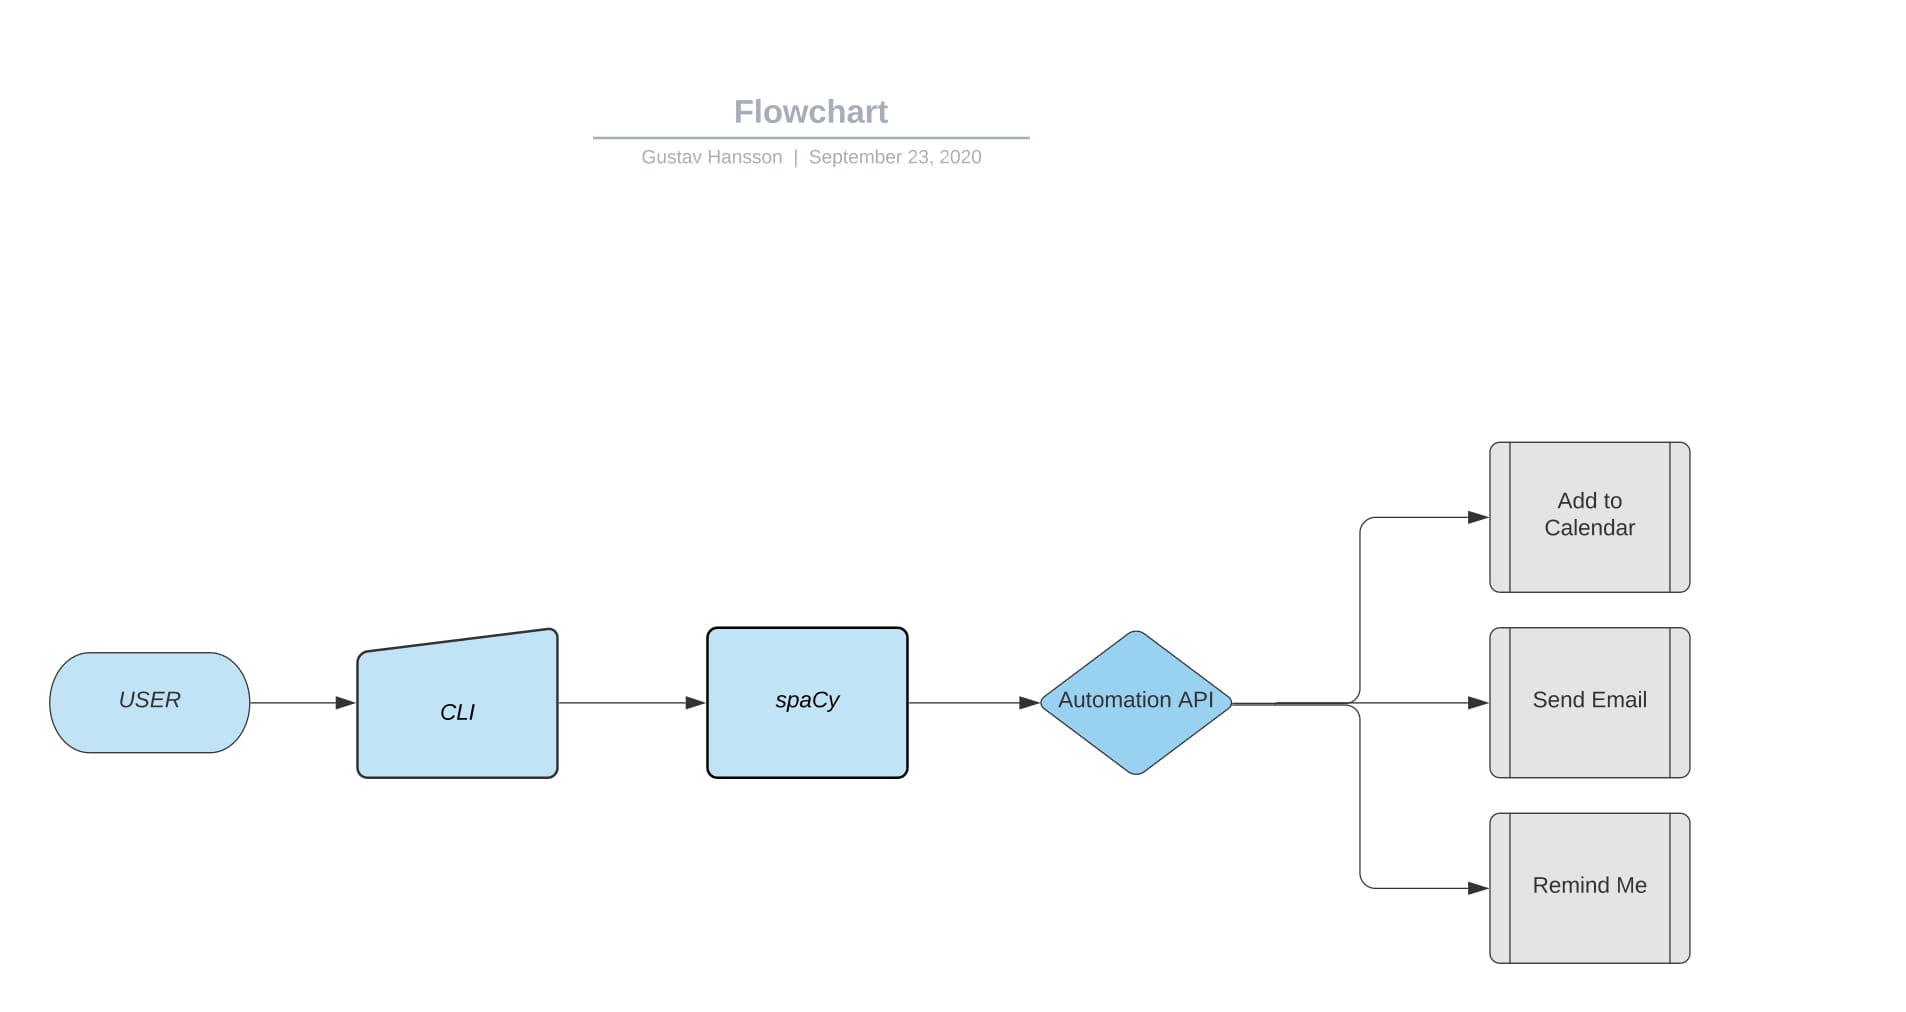 Flowchart
Gustav Hansson | September 23, 2020
USER
CLI
spaCy
Automation API
Add to
Calendar
Send Email
Remind Me